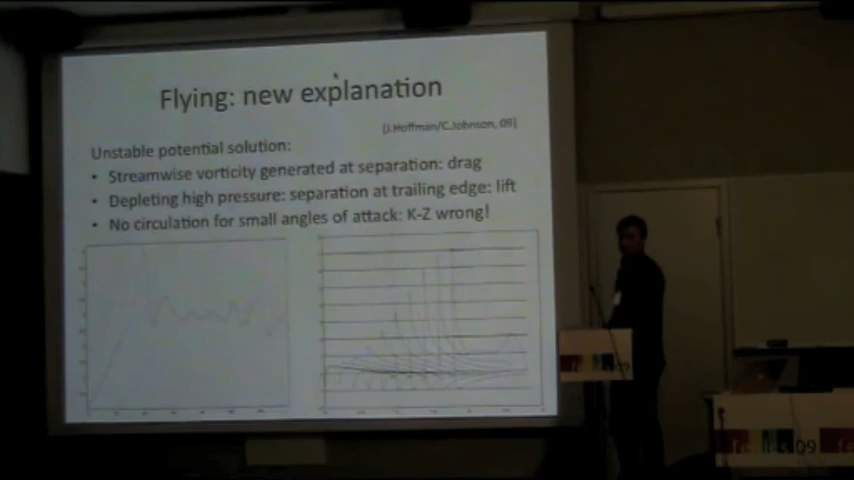 Flying: new explanation
[J.Hoffman/C.Johnson, 09]
Unstable potential solution:
• Streamwise vorticity generated at separation: drag
• Depleting high pressure: separation at trailing edge: lift
• No circulation for small angles of attack: K-Z wrong!
09